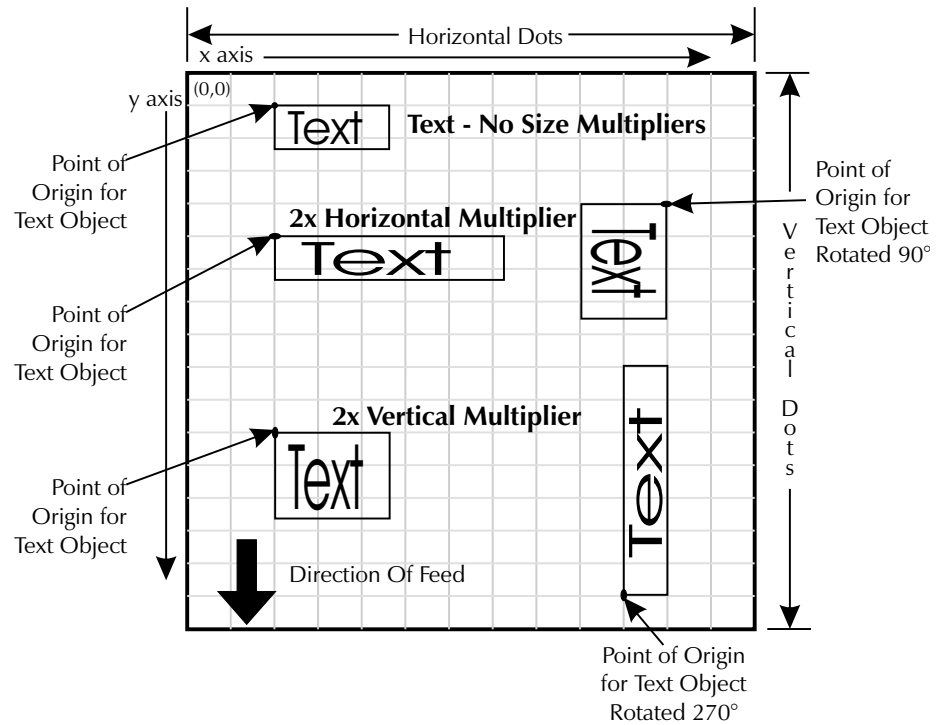 Horizontal Dots
x axis
(0,0)
y axis
Text
Text - No Size Multipliers
Point of
Origin for
Text Object
Point of
Origin for
Text Object
Rotated 90°
2x Horizontal Multiplier
Text
Text
Vertical Dots
Point of
Origin for
Text Object
2x Vertical Multiplier
Text
Text
Point of
Origin for
Text Object
Direction Of Feed
Point of Origin
for Text Object
Rotated 270°